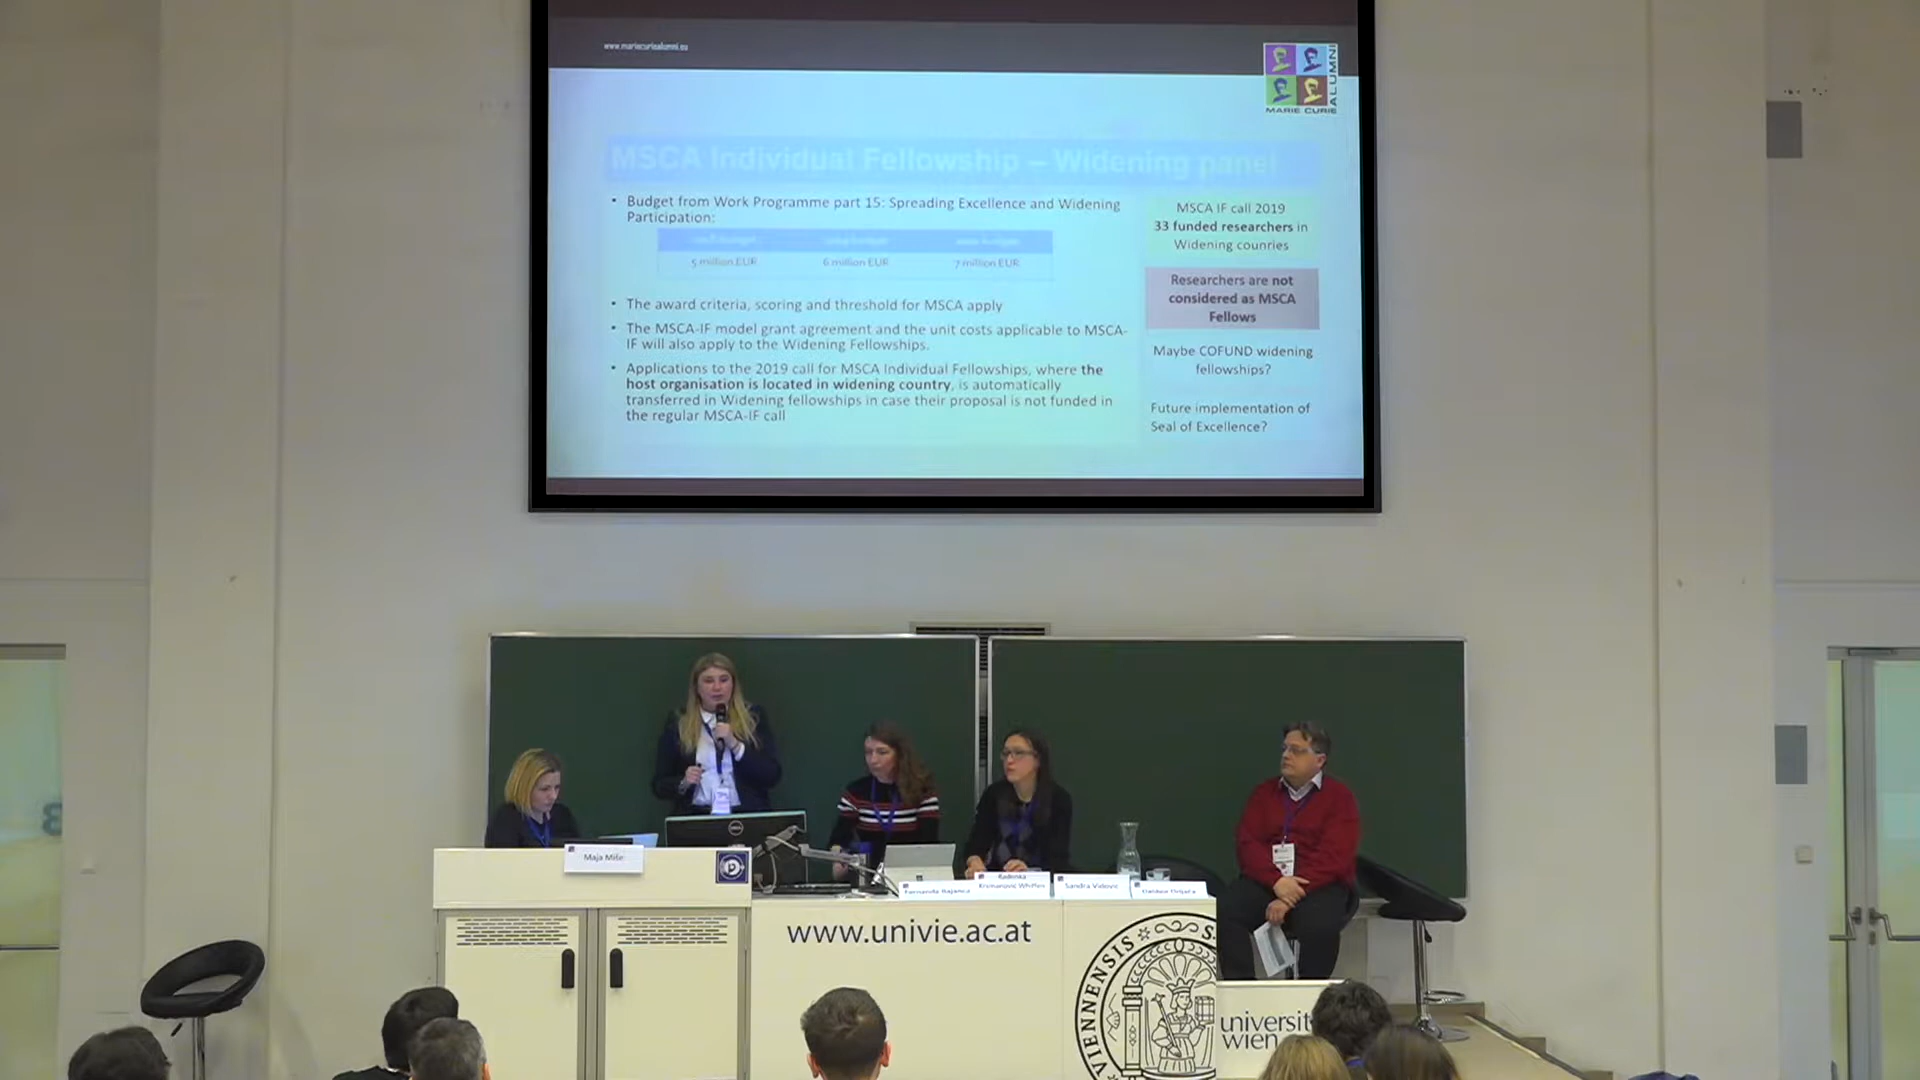 www.mariecuriealumni.eu
MARIE CURIE
ALUMNI
MSCA Individual Fellowship – Widening panel
• Budget from Work Programme part 15: Spreading Excellence and Widening
Participation:
5 million EUR 6 million EUR 7 million EUR
• The award criteria, scoring and threshold for MSCA apply
• The MSCA-IF model grant agreement and the unit costs applicable to MSCA-
IF will also apply to the Widening Fellowships.
• Applications to the 2019 call for MSCA Individual Fellowships, where the
host organisation is located in widening country, is automatically
transferred in Widening fellowships in case their proposal is not funded in
the regular MSCA-IF call
MSCA IF call 2019
33 funded researchers in
Widening counries
Researchers are not
considered as MSCA
Fellows
Maybe COFUND widening
fellowships?
Future implementation of
Seal of Excellence?
DELL
Maja
Fernanda
Radenka
Sandra Vidovic
www.univie.ac.at
VIENNENSIS
universit
wien